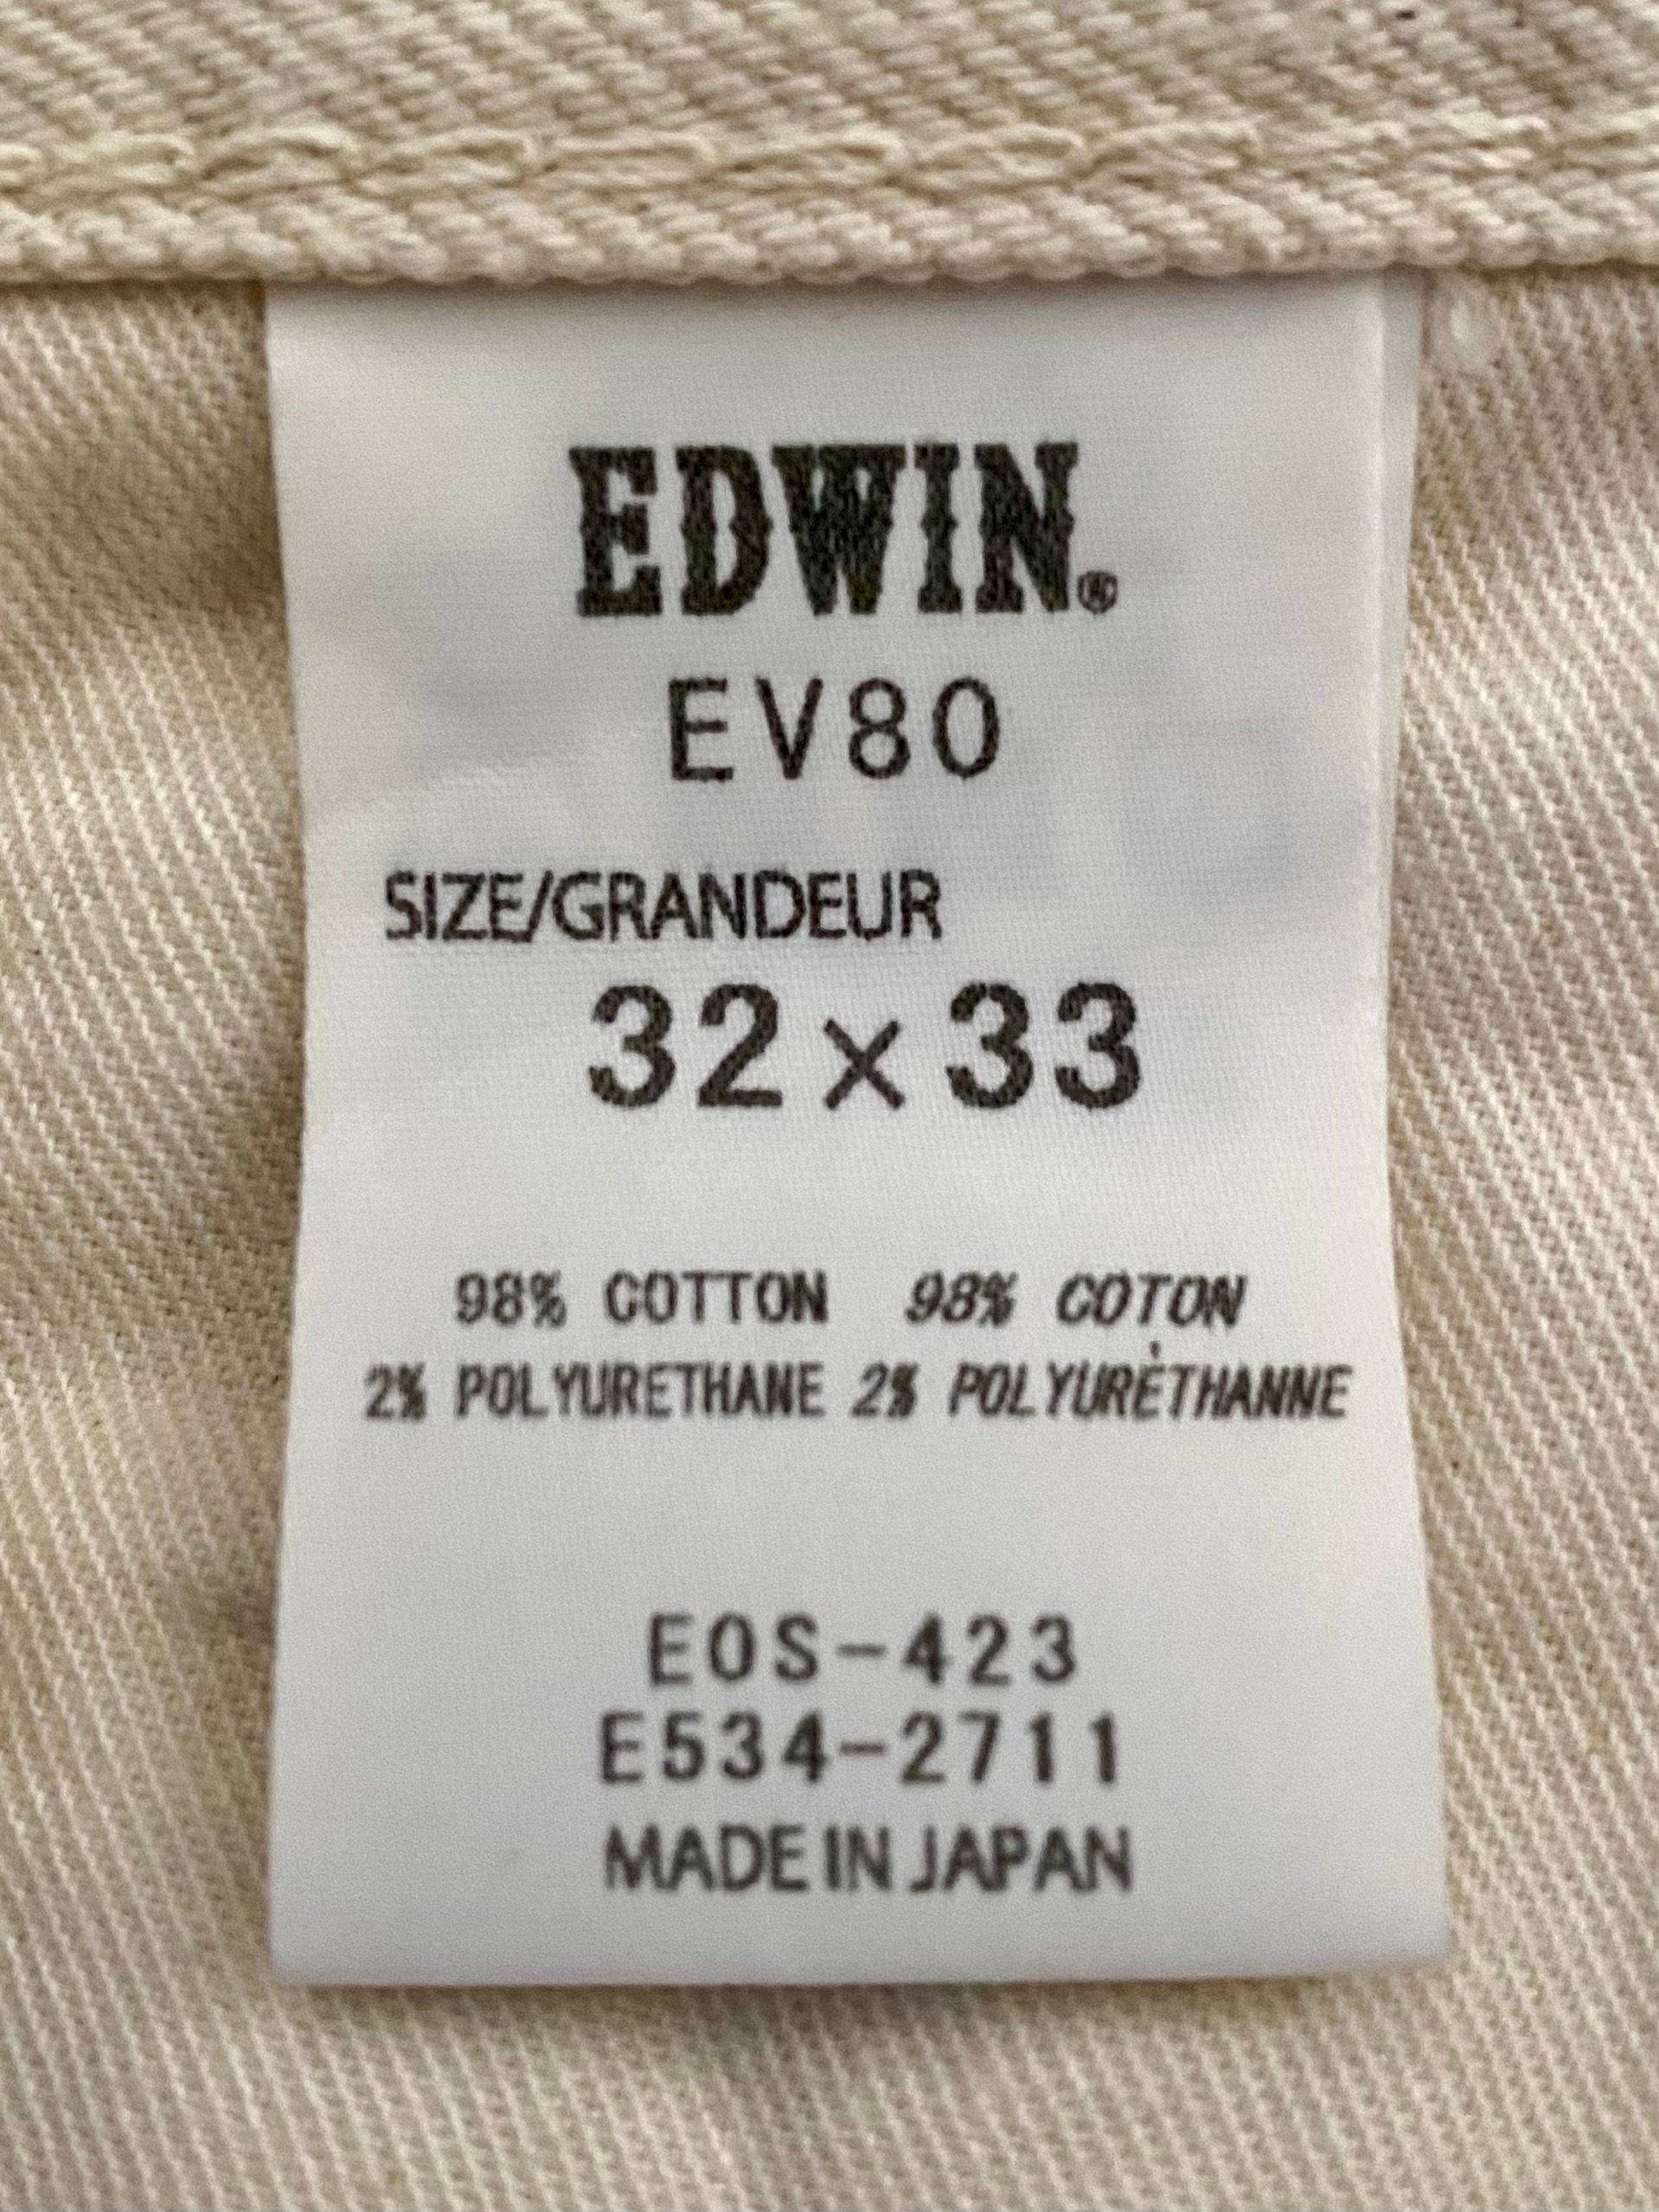 EDWIN®
EV80
SIZE/GRANDEUR
32×33
98% COTTON 98% COTON
2% POLYURETHANE 2% POLYURÉTHANNE
EOS-423
E534-2711
MADE IN JAPAN